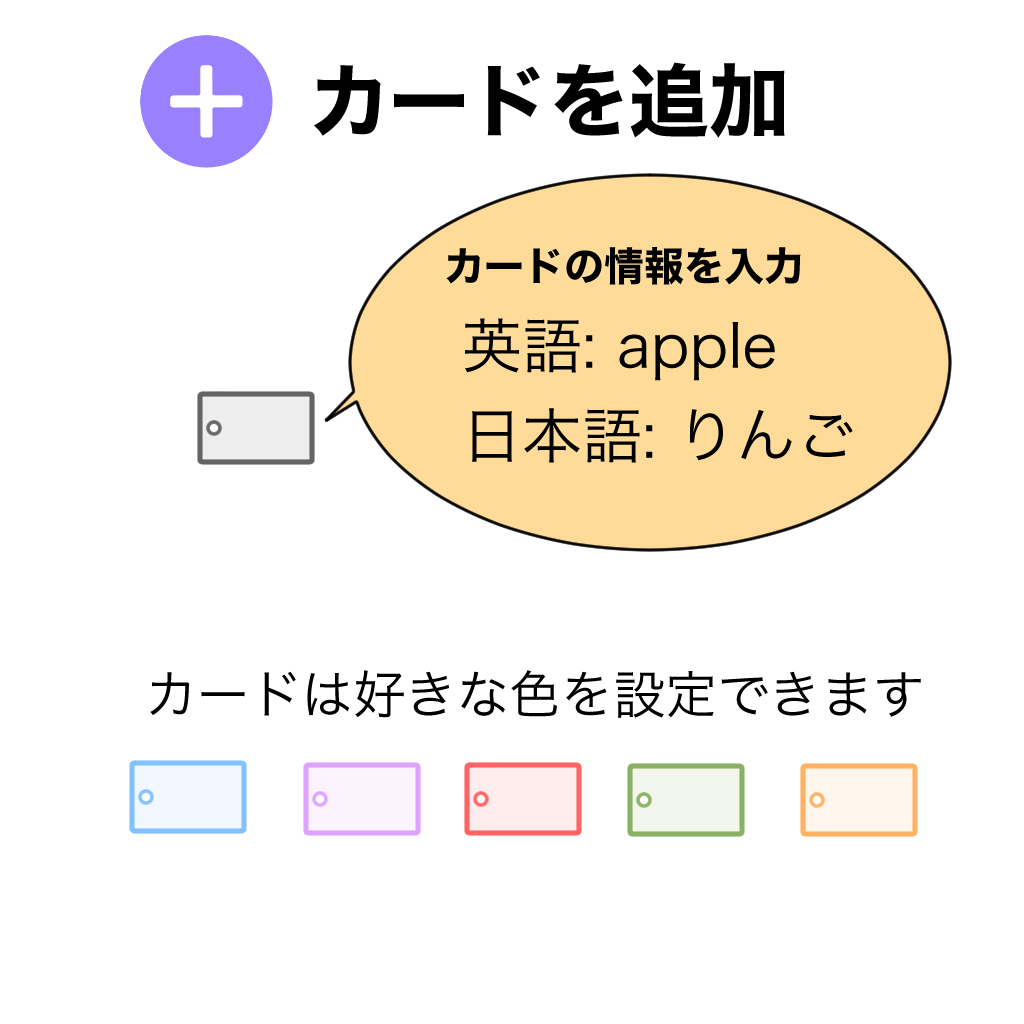 カードを追加
カードの情報を入力
英語: apple
日本語: りんご
カードは好きな色を設定できます